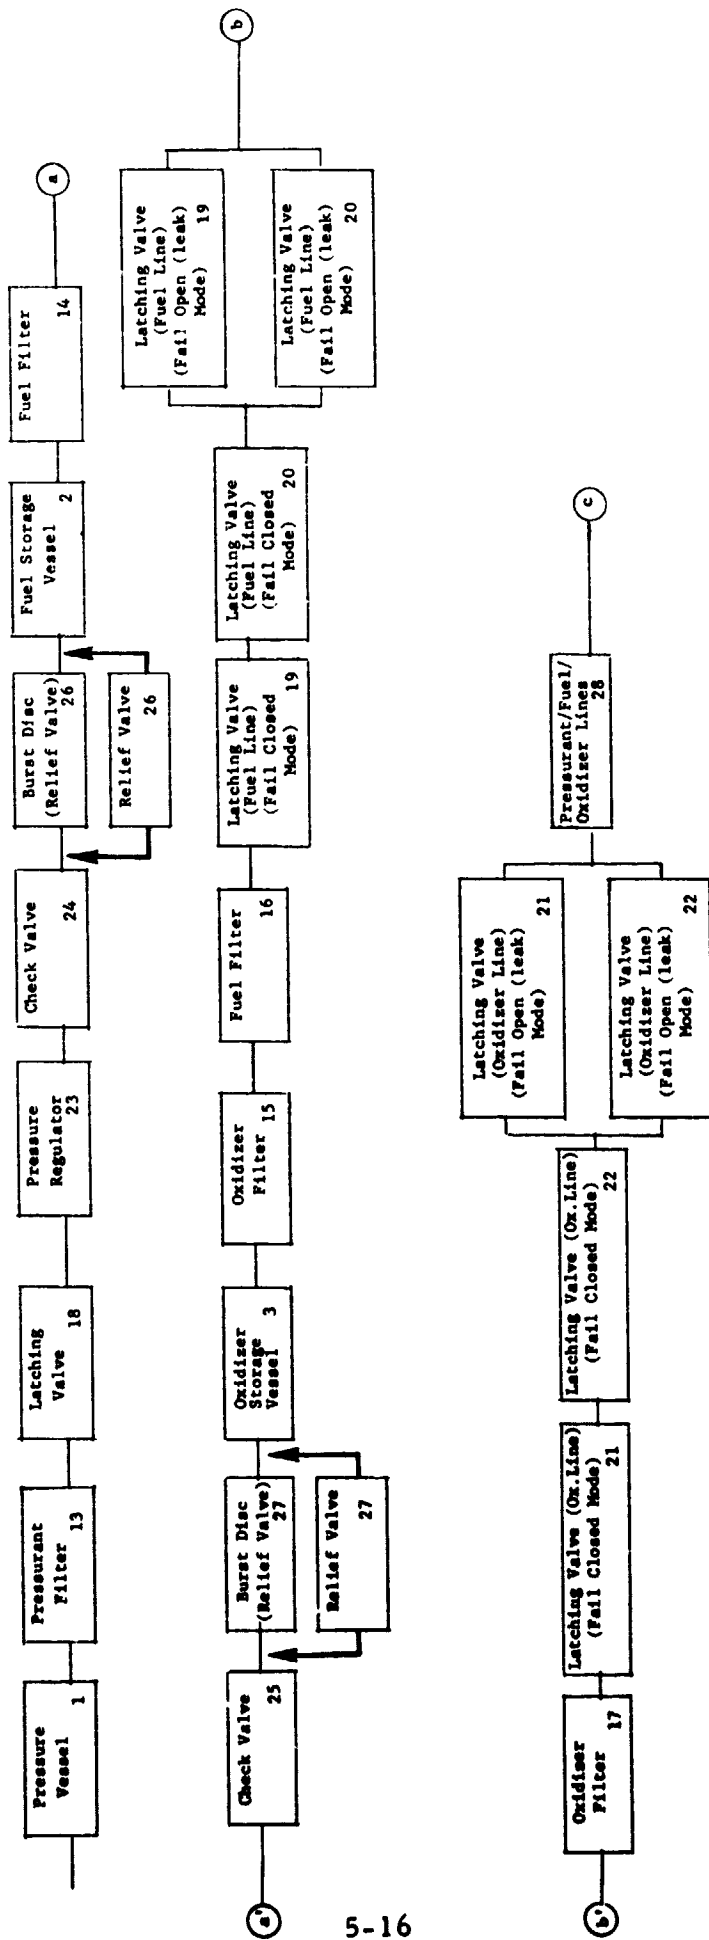 Pressure
Vessel
1
Pressurant
Filter
13
Latching
Valve
18
Pressure
Regulator
23
Check Valve
24
Burst Disc
(Relief Valve)
26
Relief Valve
26
Fuel Storage
Vessel
2
Fuel Filter
14
a
a'
Check Valve
25
Burst Disc
(Relief Valve)
27
Relief Valve
27
Oxidizer
Storage
Vessel
3
Oxidizer
Filter
15
Fuel Filter
16
Latching Valve
(Fuel Line)
(Fail Closed
Mode)
19
Latching Valve
(Fuel Line)
(Fail Closed
Mode)
20
Latching Valve
(Fuel Line)
(Fail Open (leak)
Mode)
19
Latching Valve
(Fuel Line)
(Fail Open (leak)
Mode)
20
b
b'
Oxidiser
Filter
17
Latching Valve (Ox.Line)
(Fail Closed Mode)
21
Latching Valve (Ox.Line)
(Fail Closed Mode)
22
Latching Valve
(Oxidizer Line)
(Fail Open (leak)
Mode)
21
Latching Valve
(Oxidizer Line)
(Fail Open (leak)
Mode)
22
Pressurant/Fuel/
Oxidizer Lines
28
c
5-16